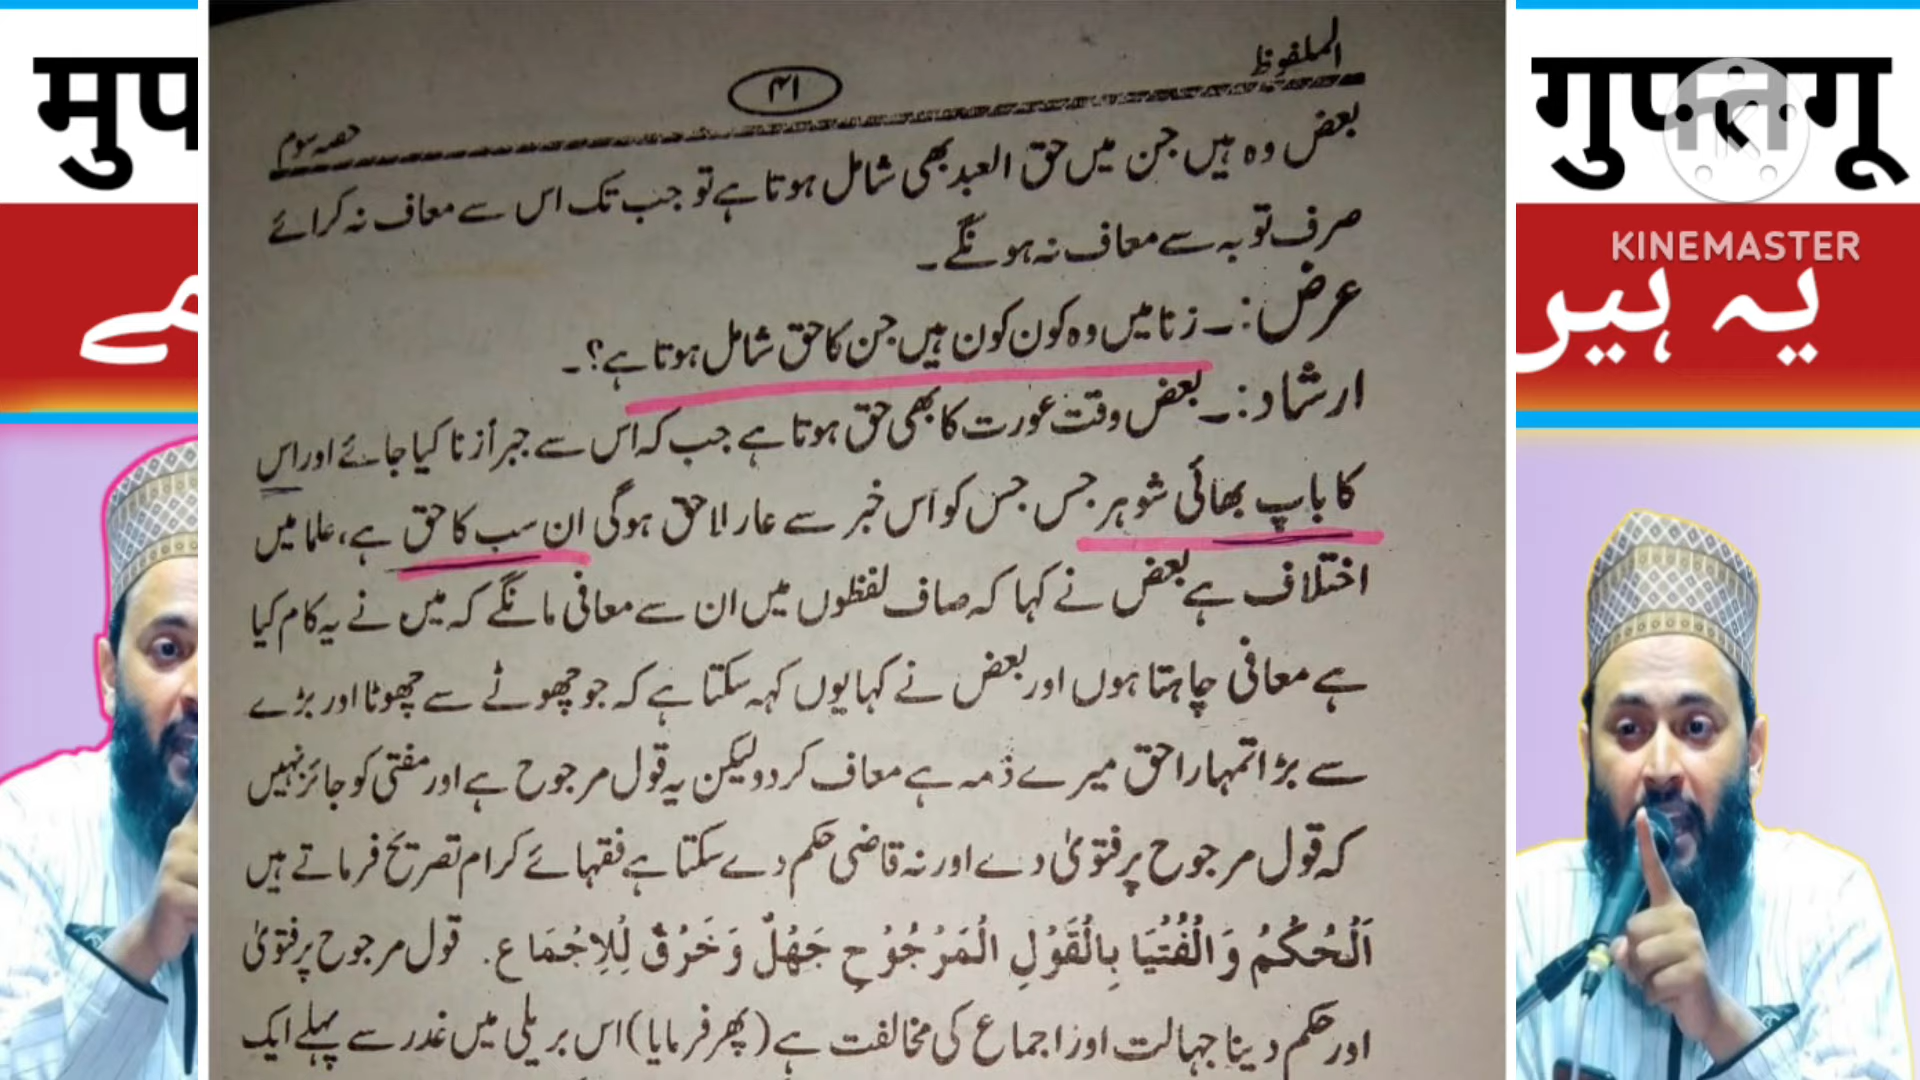 मुफ
گुफ्तगू
KINEMASTER
یہ ہیں
الملفوظ
۴۱
حصہ سوم
بعض وہ ہیں جن میں حق العبد بھی شامل ہوتا ہے تو جب تک اس سے معاف نہ کرائے
صرف توبہ سے معاف نہ ہونگے۔
عرض:۔ زنا میں وہ کون کون ہیں جن کا حق شامل ہوتا ہے؟۔
ارشاد:۔ بعض وقت عورت کا بھی حق ہوتا ہے جب کہ اس سے جبراً زنا کیا جائے اور اس
کا باپ بھائی شوہر جس جس کو اس خبر سے عار لاحق ہوگی ان سب کا حق ہے، علما میں
اختلاف ہے بعض نے کہا کہ صاف لفظوں میں ان سے معافی مانگے کہ میں نے یہ کام کیا
ہے معافی چاہتا ہوں اور بعض نے کہا یوں کہہ سکتا ہے کہ جو چھوٹے سے چھوٹا اور بڑے
سے بڑا تمہارا حق میرے ذمہ ہے معاف کر دو لیکن یہ قول مرجوح ہے اور مفتی کو جائز نہیں
کہ قول مرجوح پر فتویٰ دے اور نہ قاضی حکم دے سکتا ہے فقہائے کرام تصریح فرماتے ہیں
اَلْحُکْمُ وَالْفُتْیَا بِالْقَوْلِ الْمَرْجُوْحِ جَهْلٌ وَخَرْقٌ لِّلْاِجْمَاعِ. قول مرجوح پر فتویٰ
اور حکم دینا جہالت اور اجماع کی مخالفت ہے (پھر فرمایا) اس بریلی میں غدر سے پہلے ایک